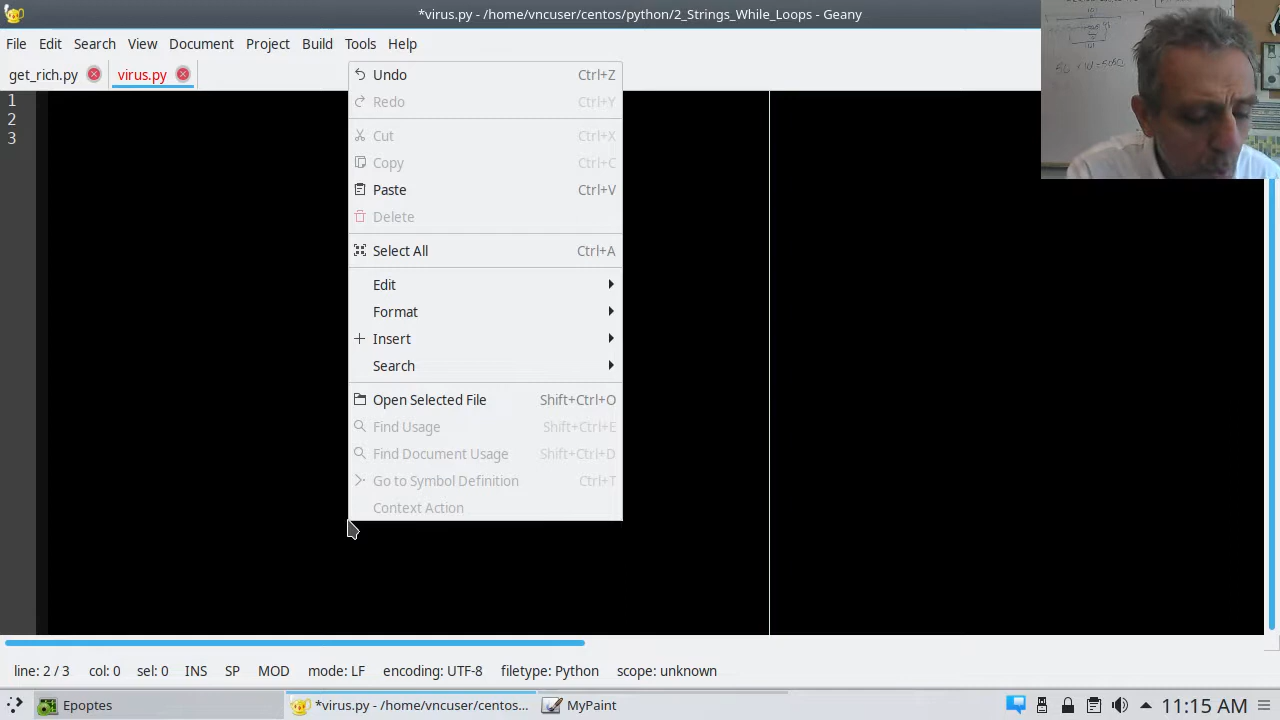 *virus.py - /home/vncuser/centos/python/2_Strings_While_Loops - Geany
File Edit Search View Document Project Build Tools Help
get_rich.py virus.py
1
2
3
Undo Ctrl+Z
Redo Ctrl+Y
Cut Ctrl+X
Copy Ctrl+C
Paste Ctrl+V
Delete
Select All Ctrl+A
Edit
Format
Insert
Search
Open Selected File Shift+Ctrl+O
Find Usage Shift+Ctrl+E
Find Document Usage Shift+Ctrl+D
Go to Symbol Definition Ctrl+T
Context Action
line: 2 / 3 col: 0 sel: 0 INS SP MOD mode: LF encoding: UTF-8 filetype: Python scope: unknown
Epoptes *virus.py - /home/vncuser/centos... MyPaint 11:15 AM